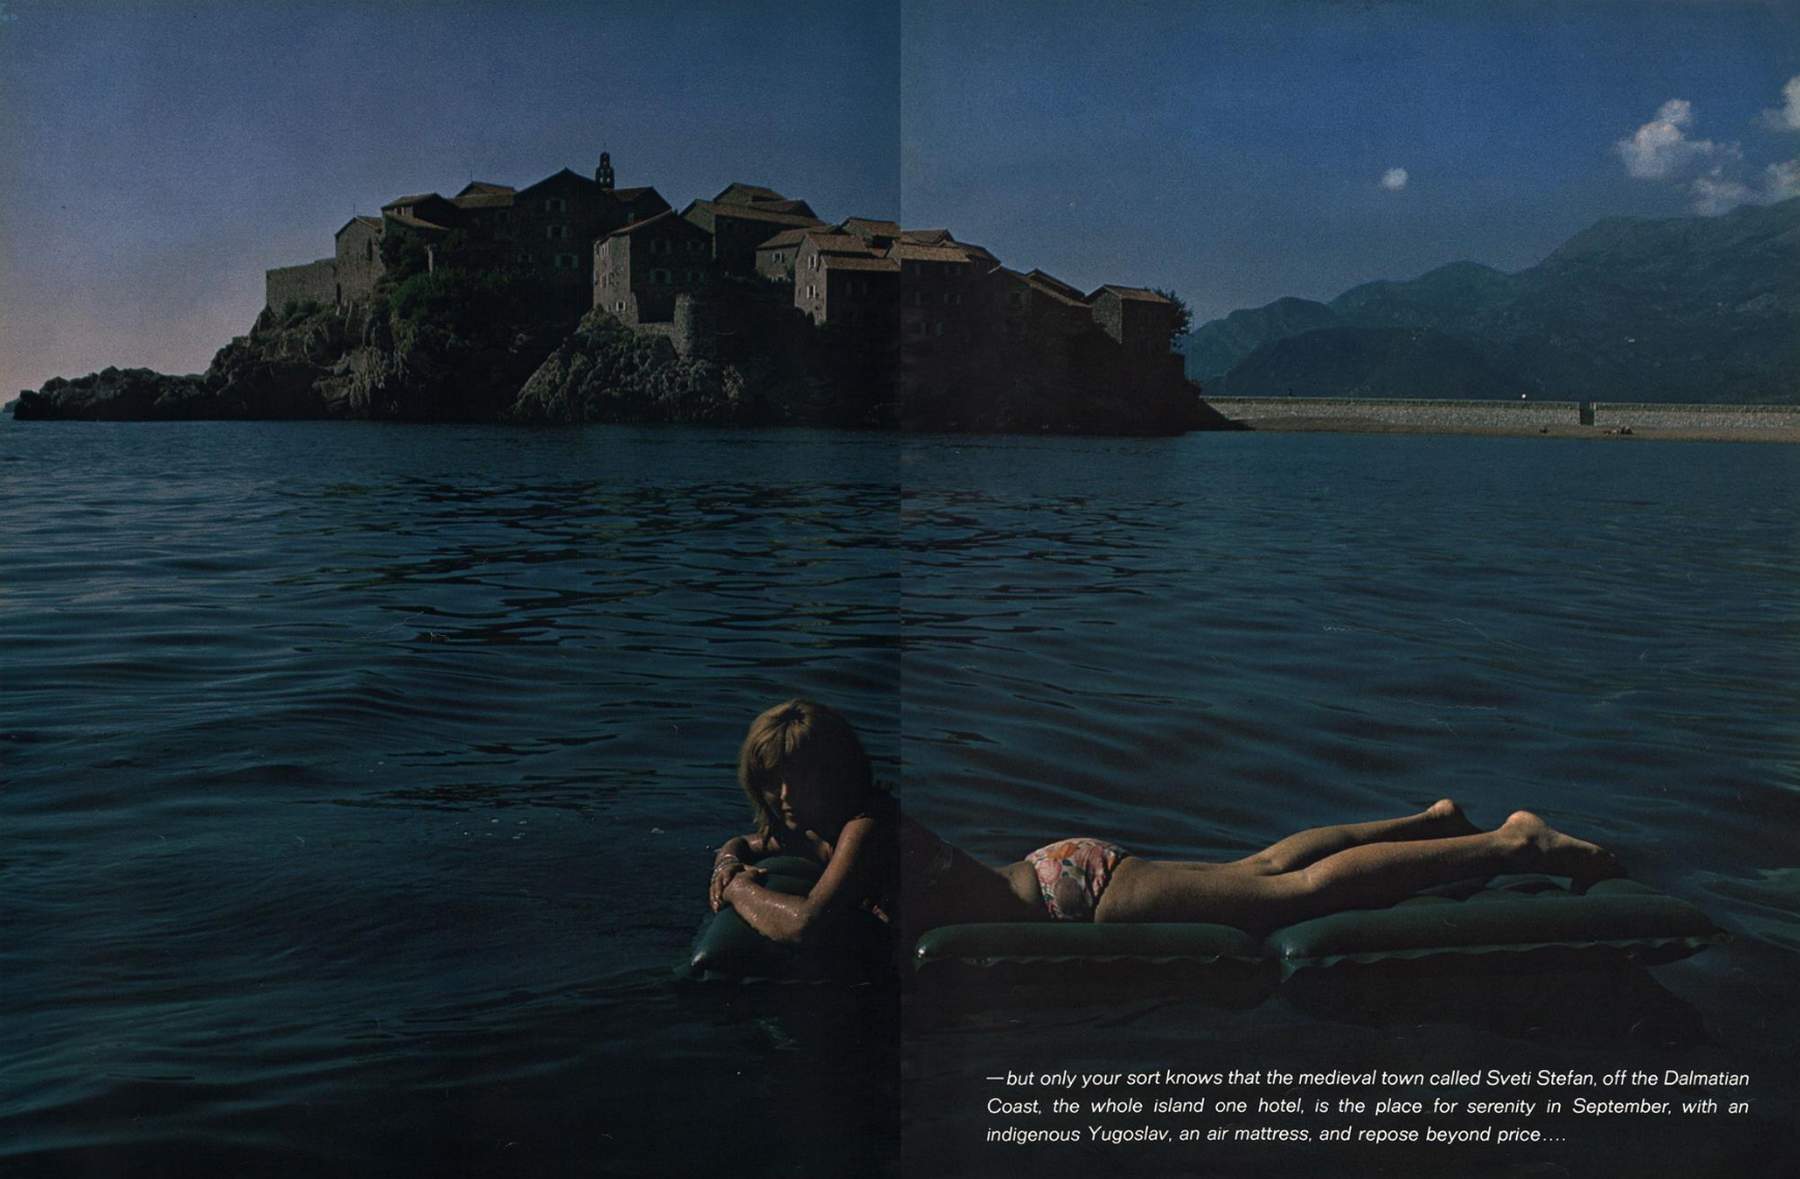 —but only your sort knows that the medieval town called Sveti Stefan, off the Dalmatian
Coast, the whole island one hotel, is the place for serenity in September, with an
indigenous Yugoslav, an air mattress, and repose beyond price....